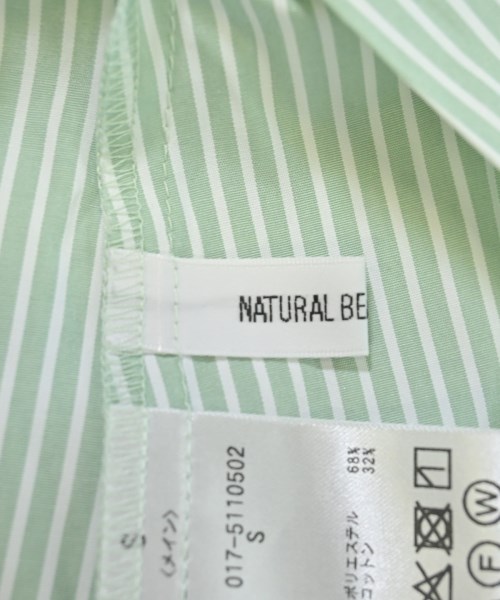 NATURAL BE
017-5110502
S
〈メイン〉
ポリエステル 68%
コットン 32%
W
F